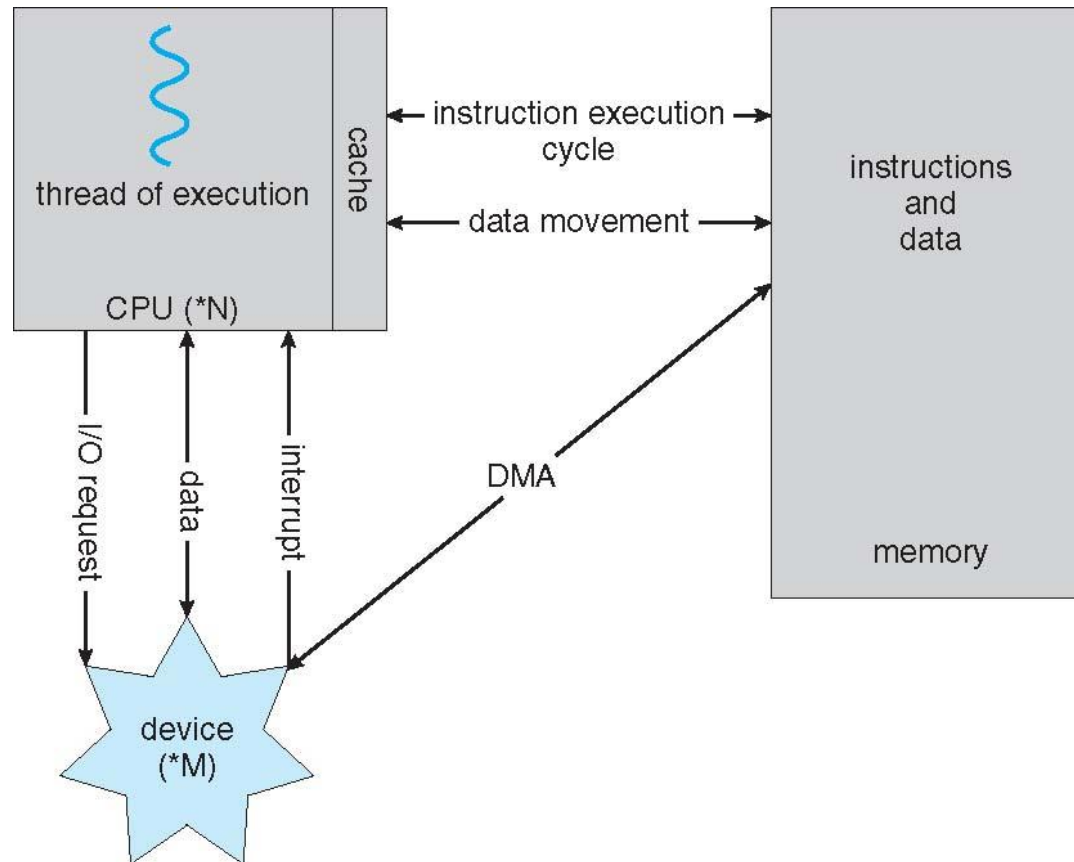 thread of execution
cache
CPU (*N)
instruction execution
cycle
data movement
instructions
and
data
memory
I/O request
data
interrupt
DMA
device
(*M)